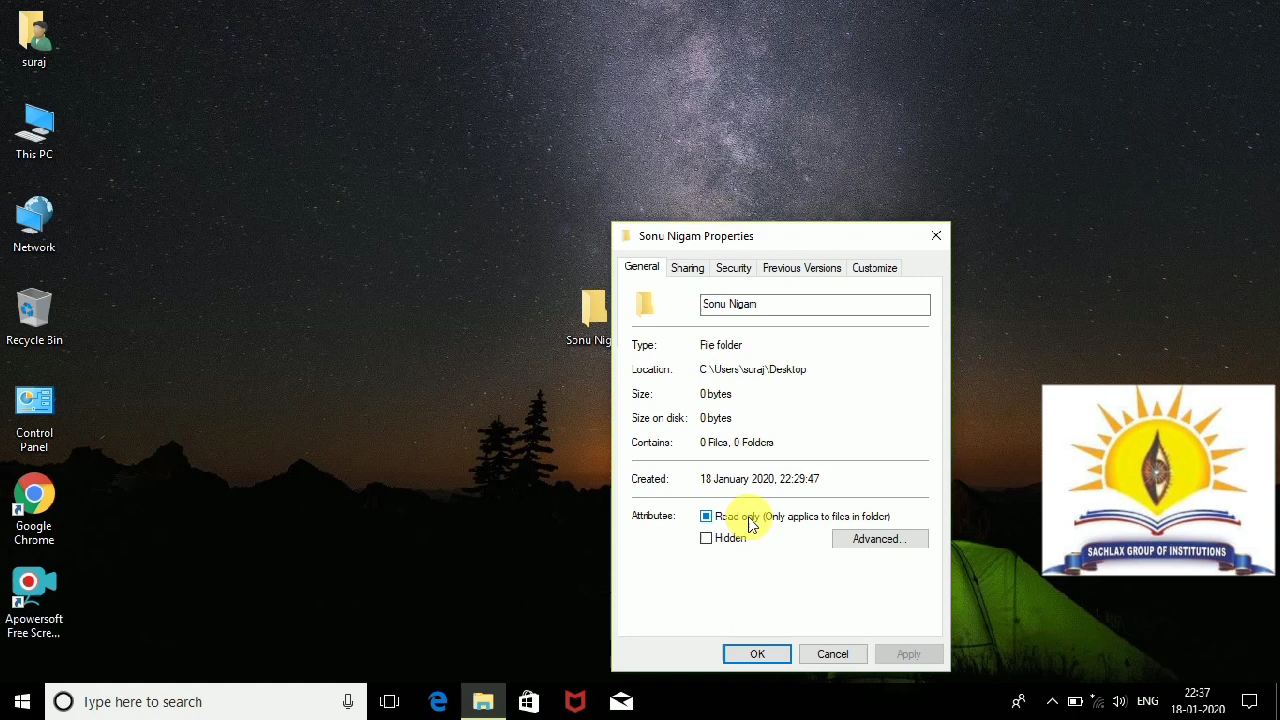 suraj
This PC
Network
Recycle Bin
Control
Panel
Google
Chrome
Apowersoft
Free Scre...
Sonu Nig
Sonu Nigam Properties
General
Sharing
Security
Previous Versions
Customize
Sonu Nigam
Type: File folder
Location: C:\Users\suraj\Desktop
Size: 0 bytes
Size on disk: 0 bytes
Contains: 0 Files, 0 Folders
Created: 18 January 2020, 22:29:47
Attributes: Read-only (Only applies to files in folder)
Hidden
Advanced...
OK
Cancel
Apply
SACHLAX GROUP OF INSTITUTIONS
Type here to search
ENG
22:37
18-01-2020